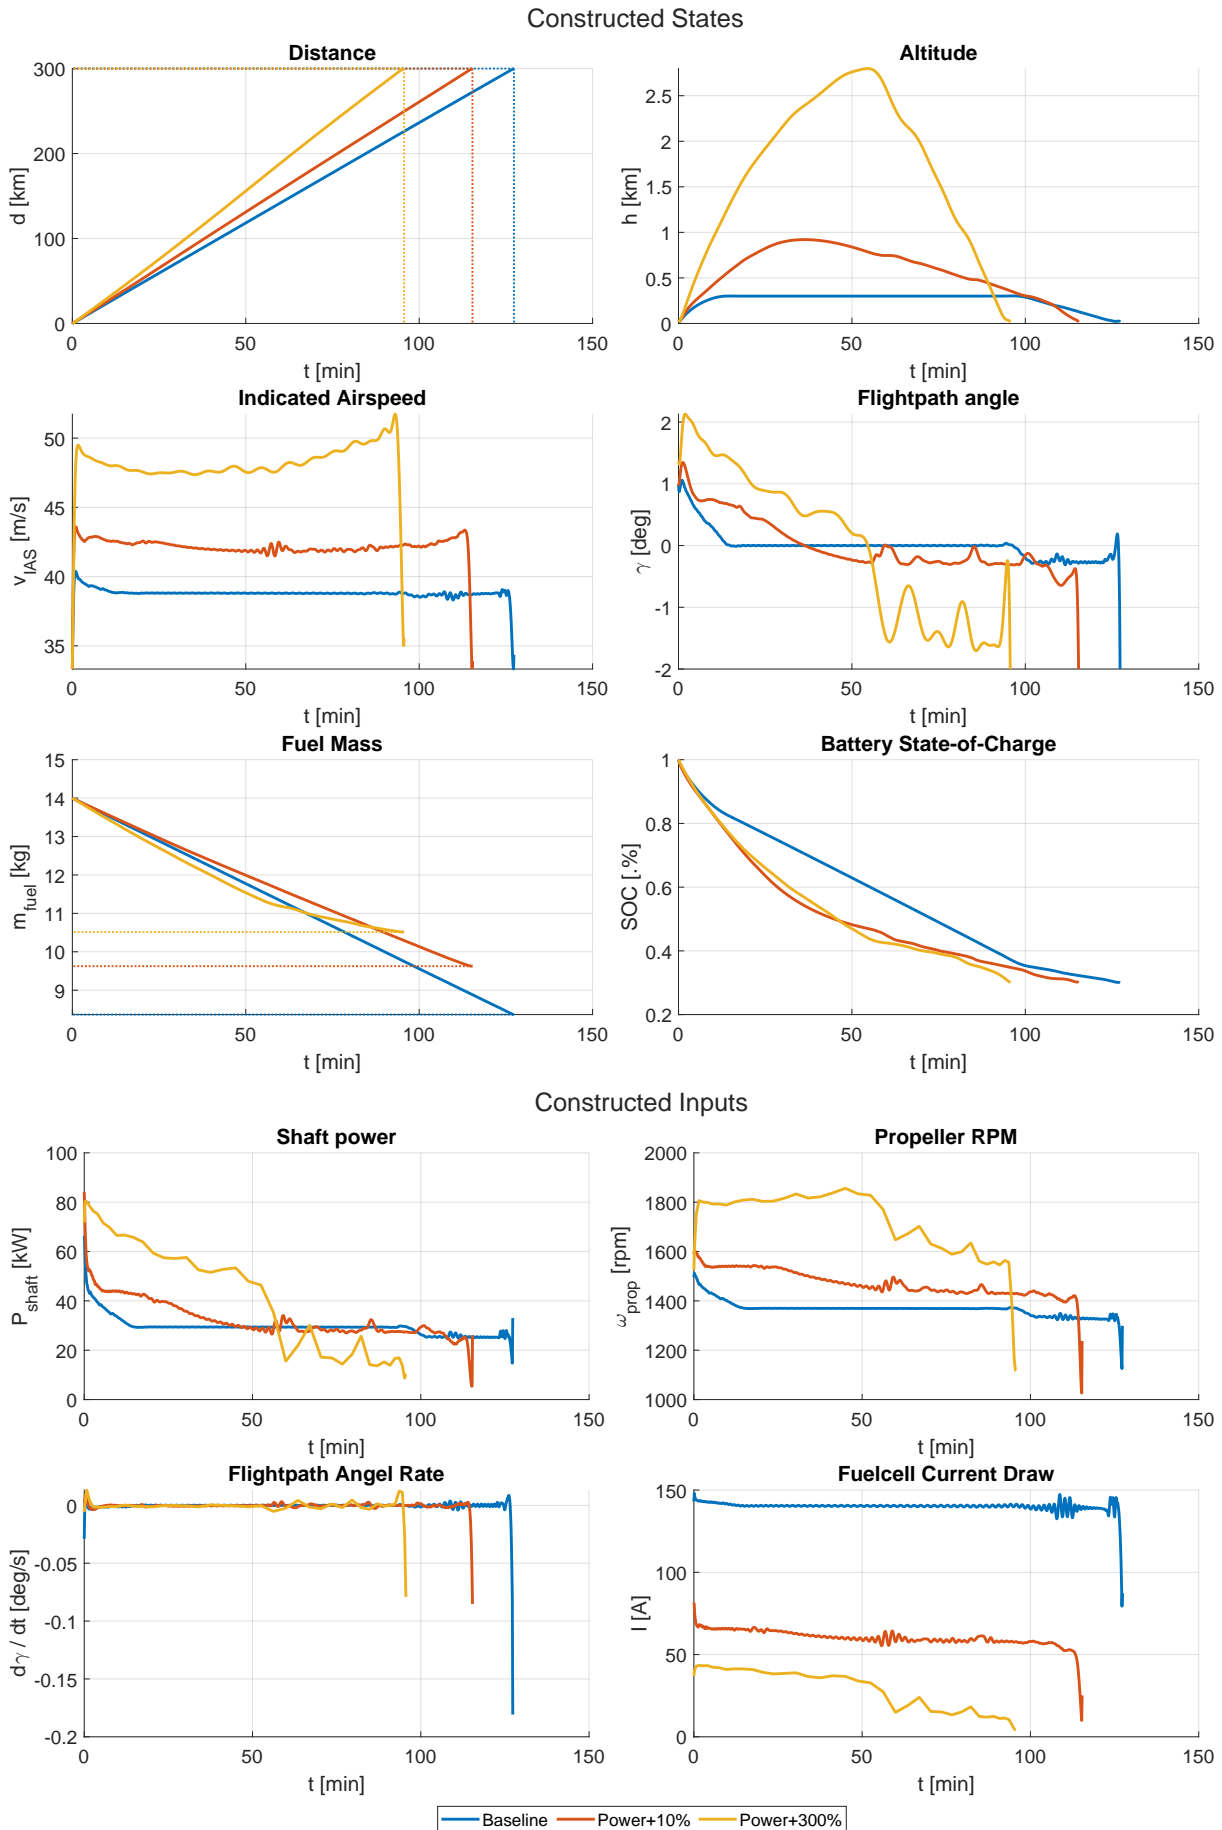 Constructed States
Distance
300
200
100
0
d [km]
0 50 100 150
t [min]
Altitude
2.5
2
1.5
1
0.5
0
h [km]
0 50 100 150
t [min]
Indicated Airspeed
50
45
40
35
v_IAS [m/s]
0 50 100 150
t [min]
Flightpath angle
2
1
0
-1
-2
γ [deg]
0 50 100 150
t [min]
Fuel Mass
15
14
13
12
11
10
9
m_fuel [kg]
0 50 100 150
t [min]
Battery State-of-Charge
1
0.8
0.6
0.4
0.2
SOC [.%]
0 50 100 150
t [min]
Constructed Inputs
Shaft power
100
80
60
40
20
0
P_shaft [kW]
0 50 100 150
t [min]
Propeller RPM
2000
1800
1600
1400
1200
1000
ω_prop [rpm]
0 50 100 150
t [min]
Flightpath Angel Rate
0
-0.05
-0.1
-0.15
-0.2
dγ / dt [deg/s]
0 50 100 150
t [min]
Fuelcell Current Draw
150
100
50
0
I [A]
0 50 100 150
t [min]
Baseline Power+10% Power+300%